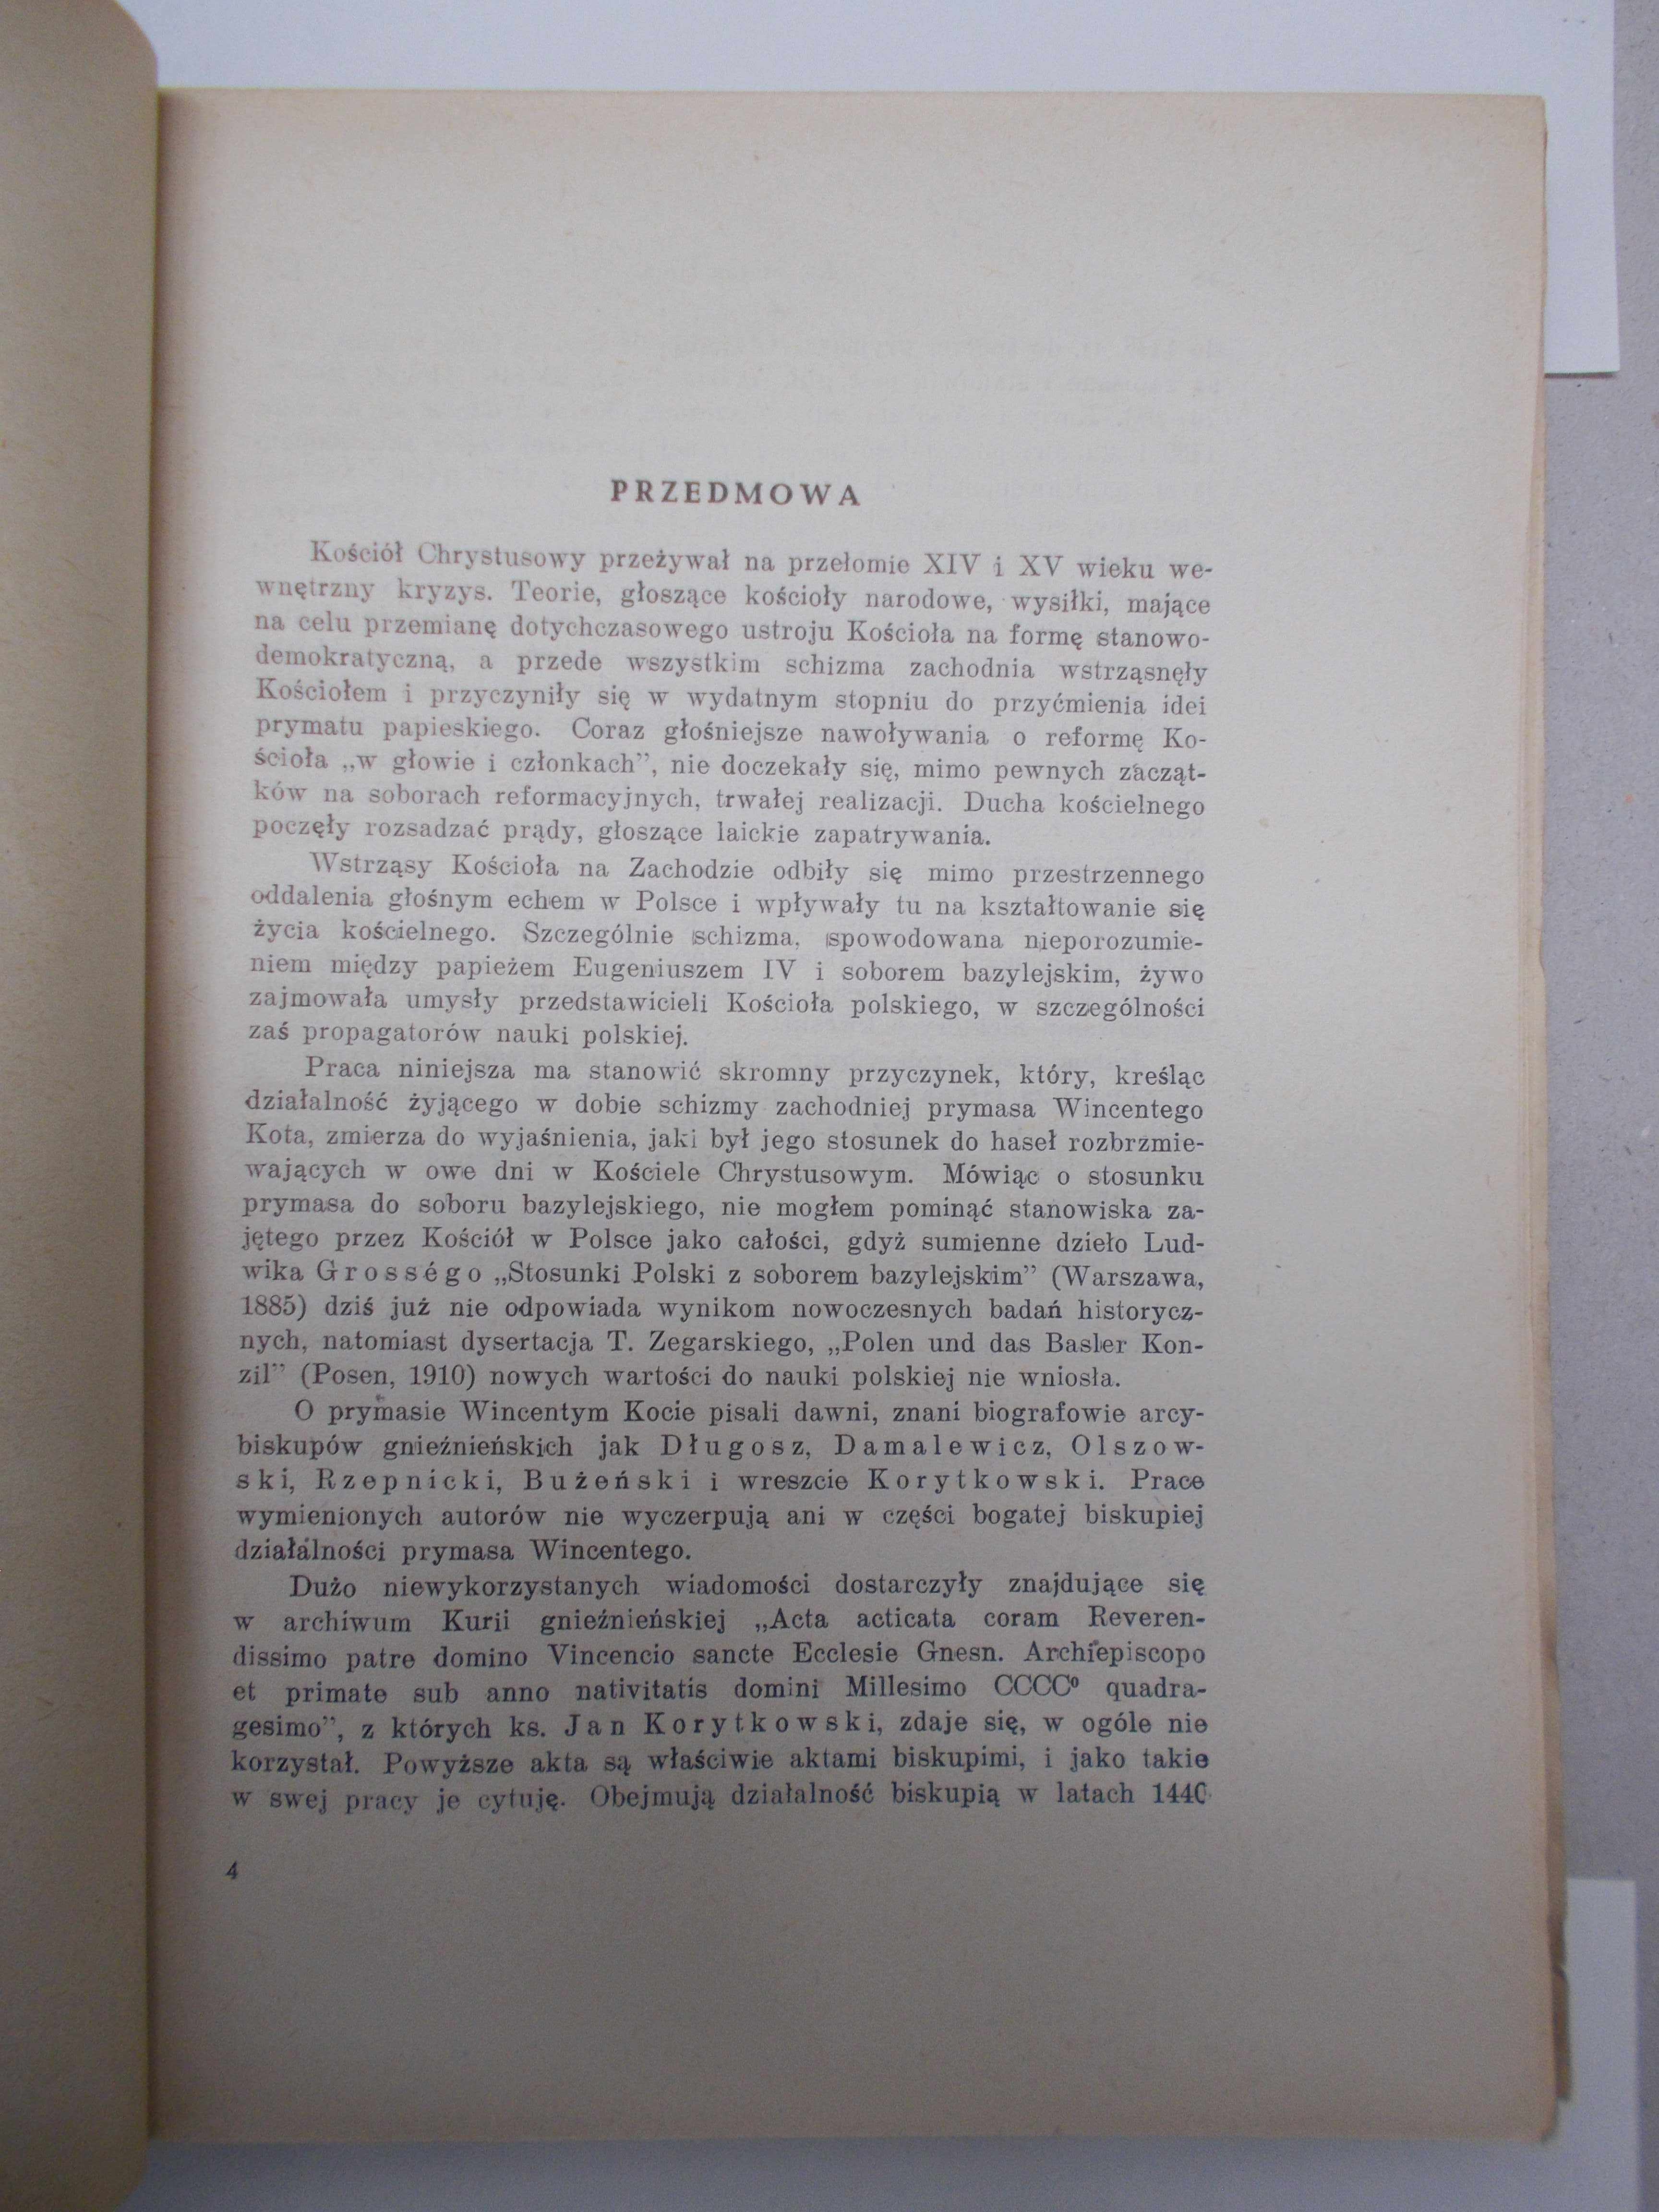 PRZEDMOWA
Kościół Chrystusowy przeżywał na przełomie XIV i XV wieku we-
wnętrzny kryzys. Teorie, głoszące kościoły narodowe, wysiłki, mające
na celu przemianę dotychczasowego ustroju Kościoła na formę stanowo-
demokratyczną, a przede wszystkim schizma zachodnia wstrząsnęły
Kościołem i przyczyniły się w wydatnym stopniu do przyćmienia idei
prymatu papieskiego. Coraz głośniejsze nawoływania o reformę Ko-
ścioła „w głowie i członkach”, nie doczekały się, mimo pewnych zacząt-
ków na soborach reformacyjnych, trwałej realizacji. Ducha kościelnego
poczęły rozsadzać prądy, głoszące laickie zapatrywania.
Wstrząsy Kościoła na Zachodzie odbiły się mimo przestrzennego
oddalenia głośnym echem w Polsce i wpływały tu na kształtowanie się
życia kościelnego. Szczególnie schizma, spowodowana nieporozumie-
niem między papieżem Eugeniuszem IV i soborem bazylejskim, żywo
zajmowała umysły przedstawicieli Kościoła polskiego, w szczególności
zaś propagatorów nauki polskiej.
Praca niniejsza ma stanowić skromny przyczynek, który, kreśląc
działalność żyjącego w dobie schizmy zachodniej prymasa Wincentego
Kota, zmierza do wyjaśnienia, jaki był jego stosunek do haseł rozbrzmie-
wających w owe dni w Kościele Chrystusowym. Mówiąc o stosunku
prymasa do soboru bazylejskiego, nie mogłem pominąć stanowiska za-
jętego przez Kościół w Polsce jako całości, gdyż sumienne dzieło Lud-
wika Grosségo „Stosunki Polski z soborem bazylejskim” (Warszawa,
1885) dziś już nie odpowiada wynikom nowoczesnych badań historycz-
nych, natomiast dysertacja T. Zegarskiego, „Polen und das Basler Kon-
zil” (Posen, 1910) nowych wartości do nauki polskiej nie wniosła.
O prymasie Wincentym Kocie pisali dawni, znani biografowie arcy-
biskupów gnieźnieńskich jak Długosz, Damalewicz, Olszow-
ski, Rzepnicki, Bużeński i wreszcie Korytkowski. Prace
wymienionych autorów nie wyczerpują ani w części bogatej biskupiej
działalności prymasa Wincentego.
Dużo niewykorzystanych wiadomości dostarczyły znajdujące się
w archiwum Kurii gnieźnieńskiej „Acta acticata coram Reveren-
dissimo patre domino Vincencio sancte Ecclesie Gnesn. Archiepiscopo
et primate sub anno nativitatis domini Millesimo CCCC⁰ quadra-
gesimo”, z których ks. Jan Korytkowski, zdaje się, w ogóle nie
korzystał. Powyższe akta są właściwie aktami biskupimi, i jako takie
w swej pracy je cytuję. Obejmują działalność biskupią w latach 1440
4